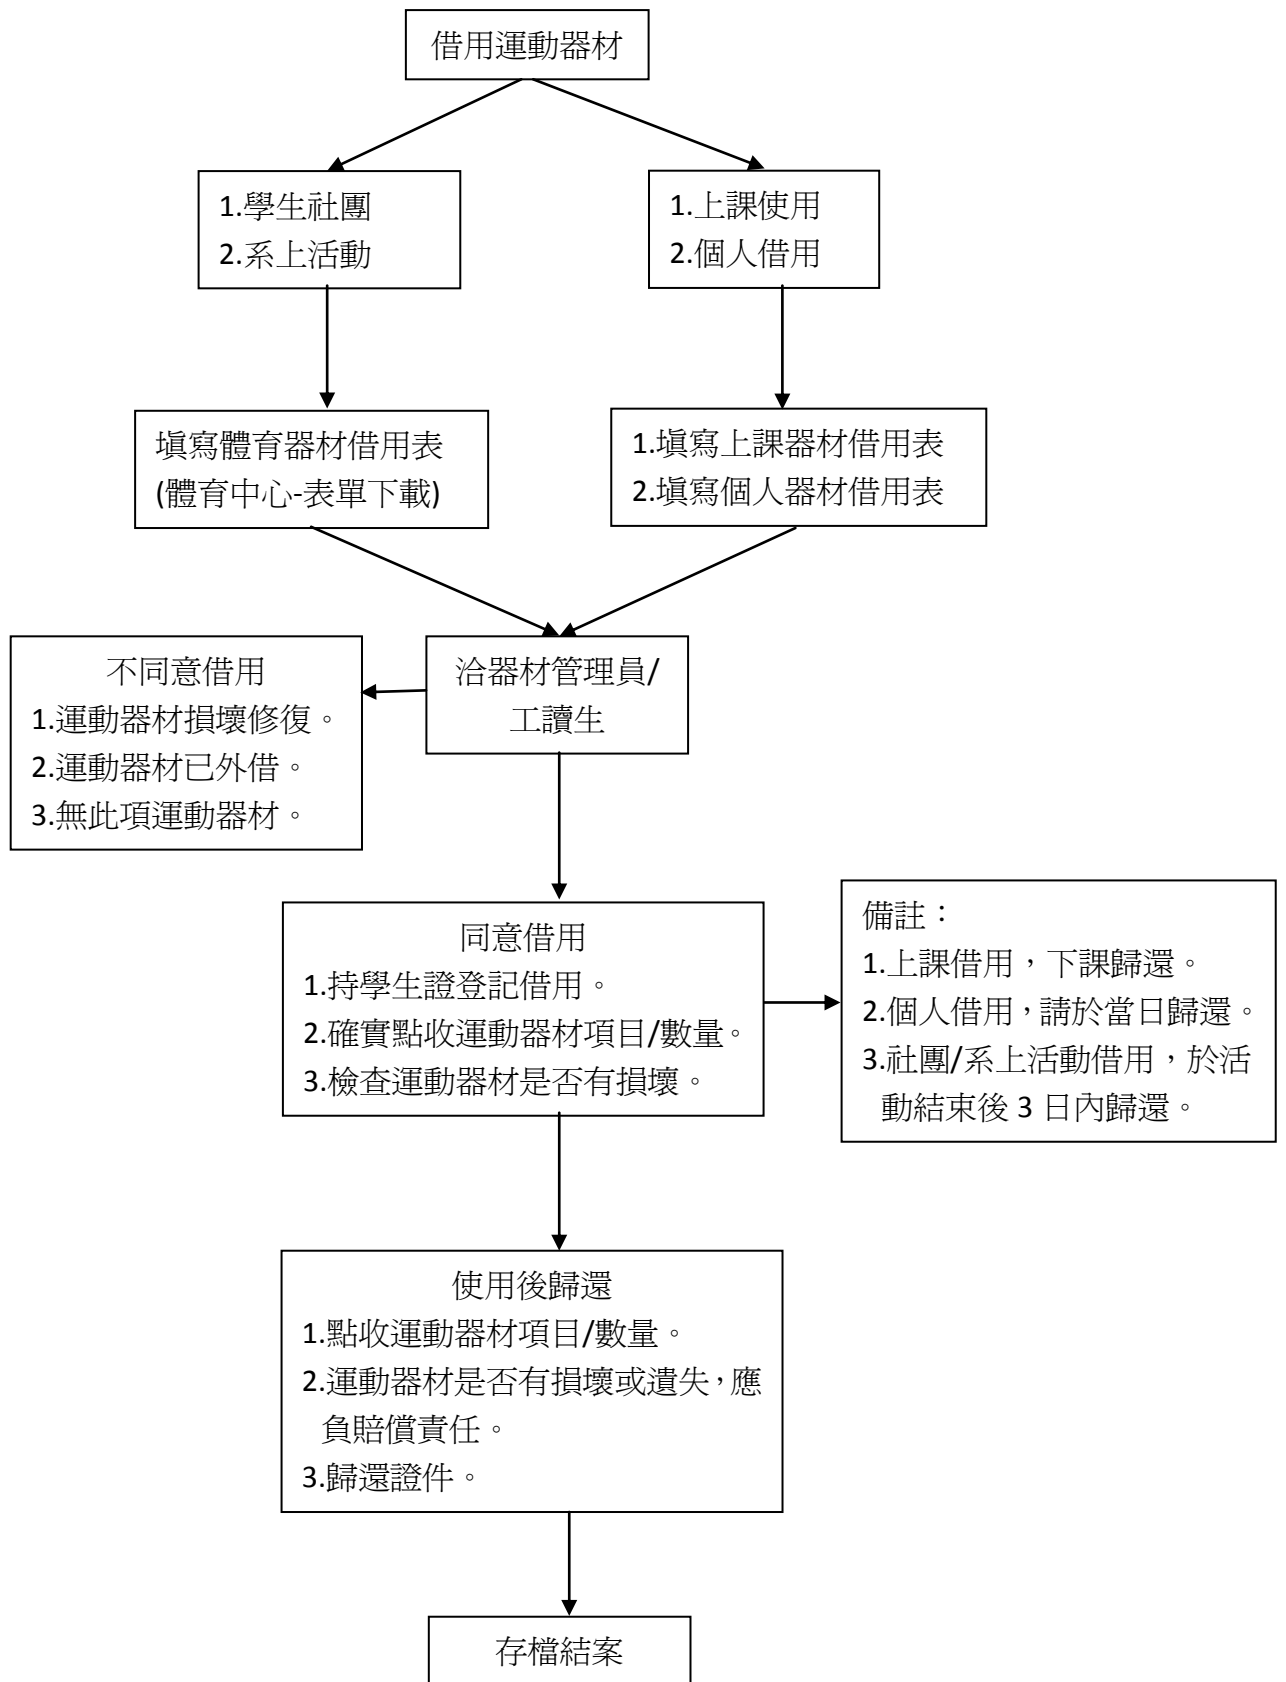 借用運動器材
1.學生社團
2.系上活動
1.上課使用
2.個人借用
填寫體育器材借用表
(體育中心-表單下載)
1.填寫上課器材借用表
2.填寫個人器材借用表
不同意借用
1.運動器材損壞修復。
2.運動器材已外借。
3.無此項運動器材。
洽器材管理員/
工讀生
同意借用
1.持學生證登記借用。
2.確實點收運動器材項目/數量。
3.檢查運動器材是否有損壞。
備註：
1.上課借用，下課歸還。
2.個人借用，請於當日歸還。
3.社團/系上活動借用，於活
動結束後 3 日內歸還。
使用後歸還
1.點收運動器材項目/數量。
2.運動器材是否有損壞或遺失，應
負賠償責任。
3.歸還證件。
存檔結案